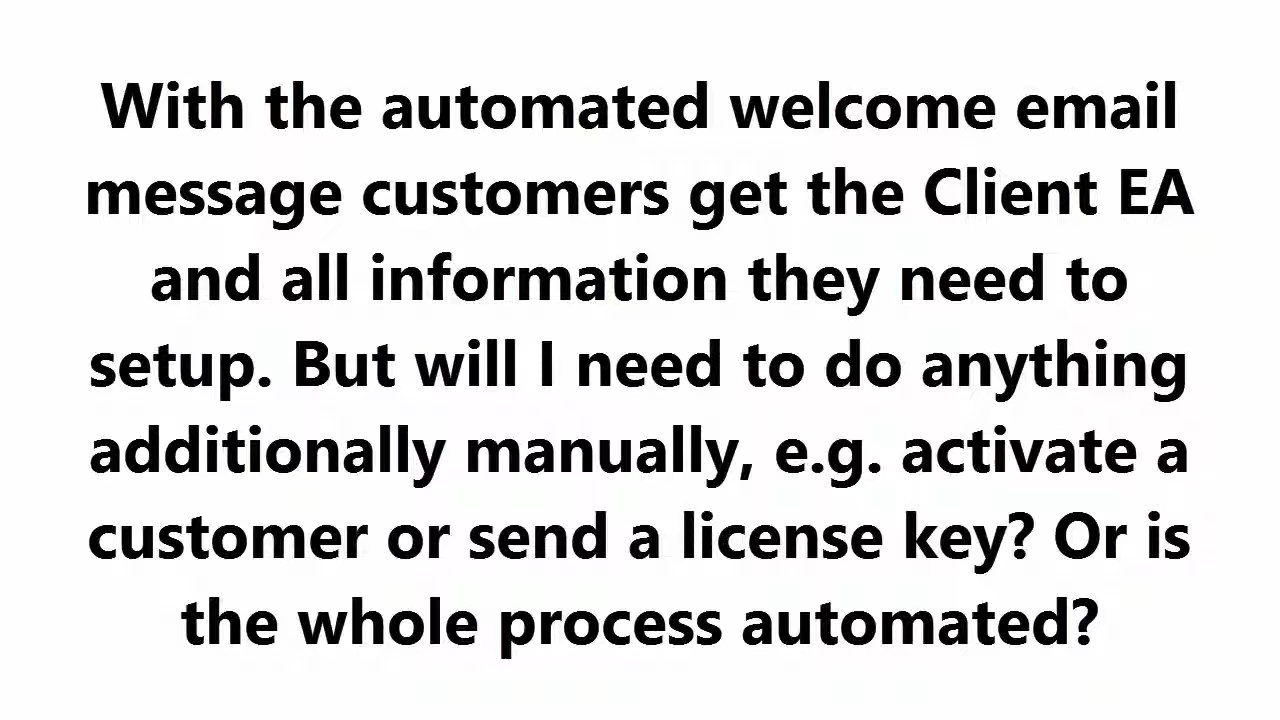 With the automated welcome email
message customers get the Client EA
and all information they need to
setup. But will I need to do anything
additionally manually, e.g. activate a
customer or send a license key? Or is
the whole process automated?